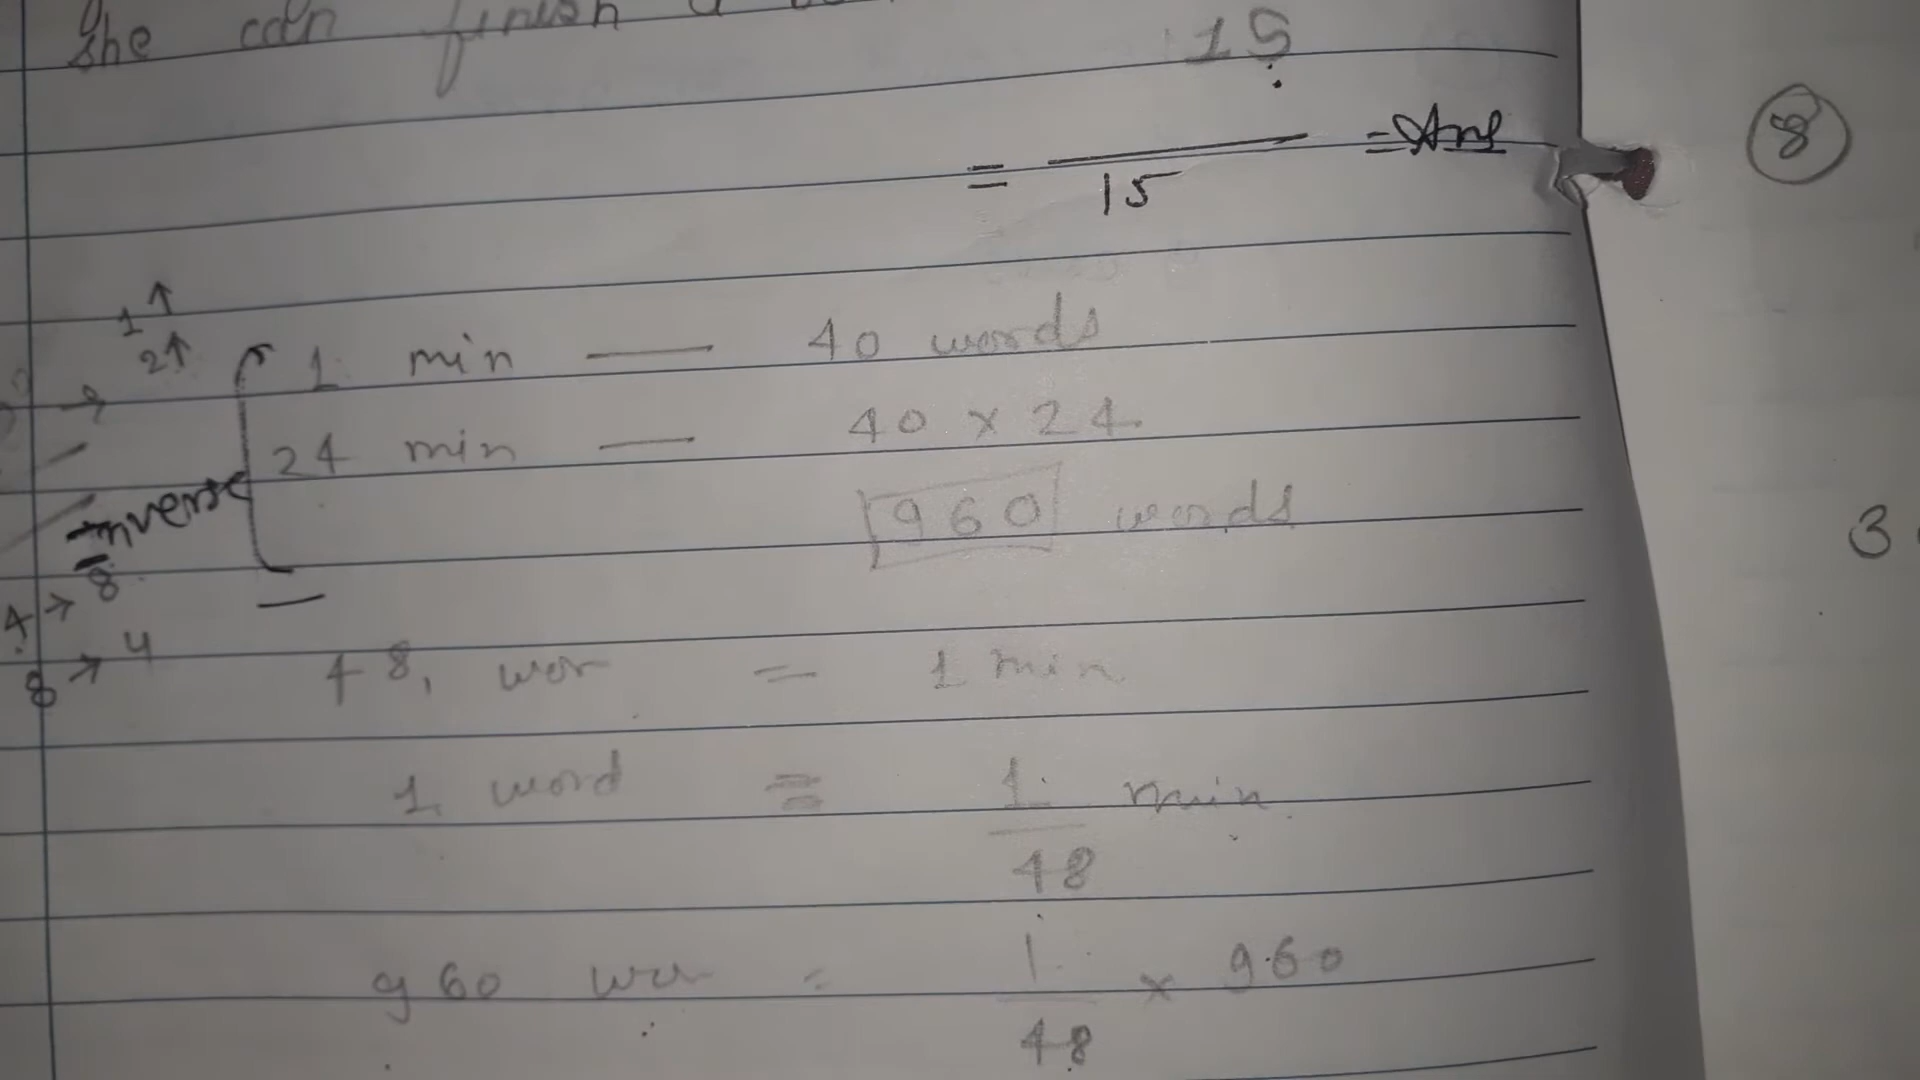 She can finish a
15
= ——— = Ans
15
1 ↑
2 ↑
1 min —— 40 words
24 min —— 40 x 24
Inverse
960 words
8
4 →
8 → 4
48, wor = 1 min
1 word = 1 min
48
960 = 1 x 960
48
8
3